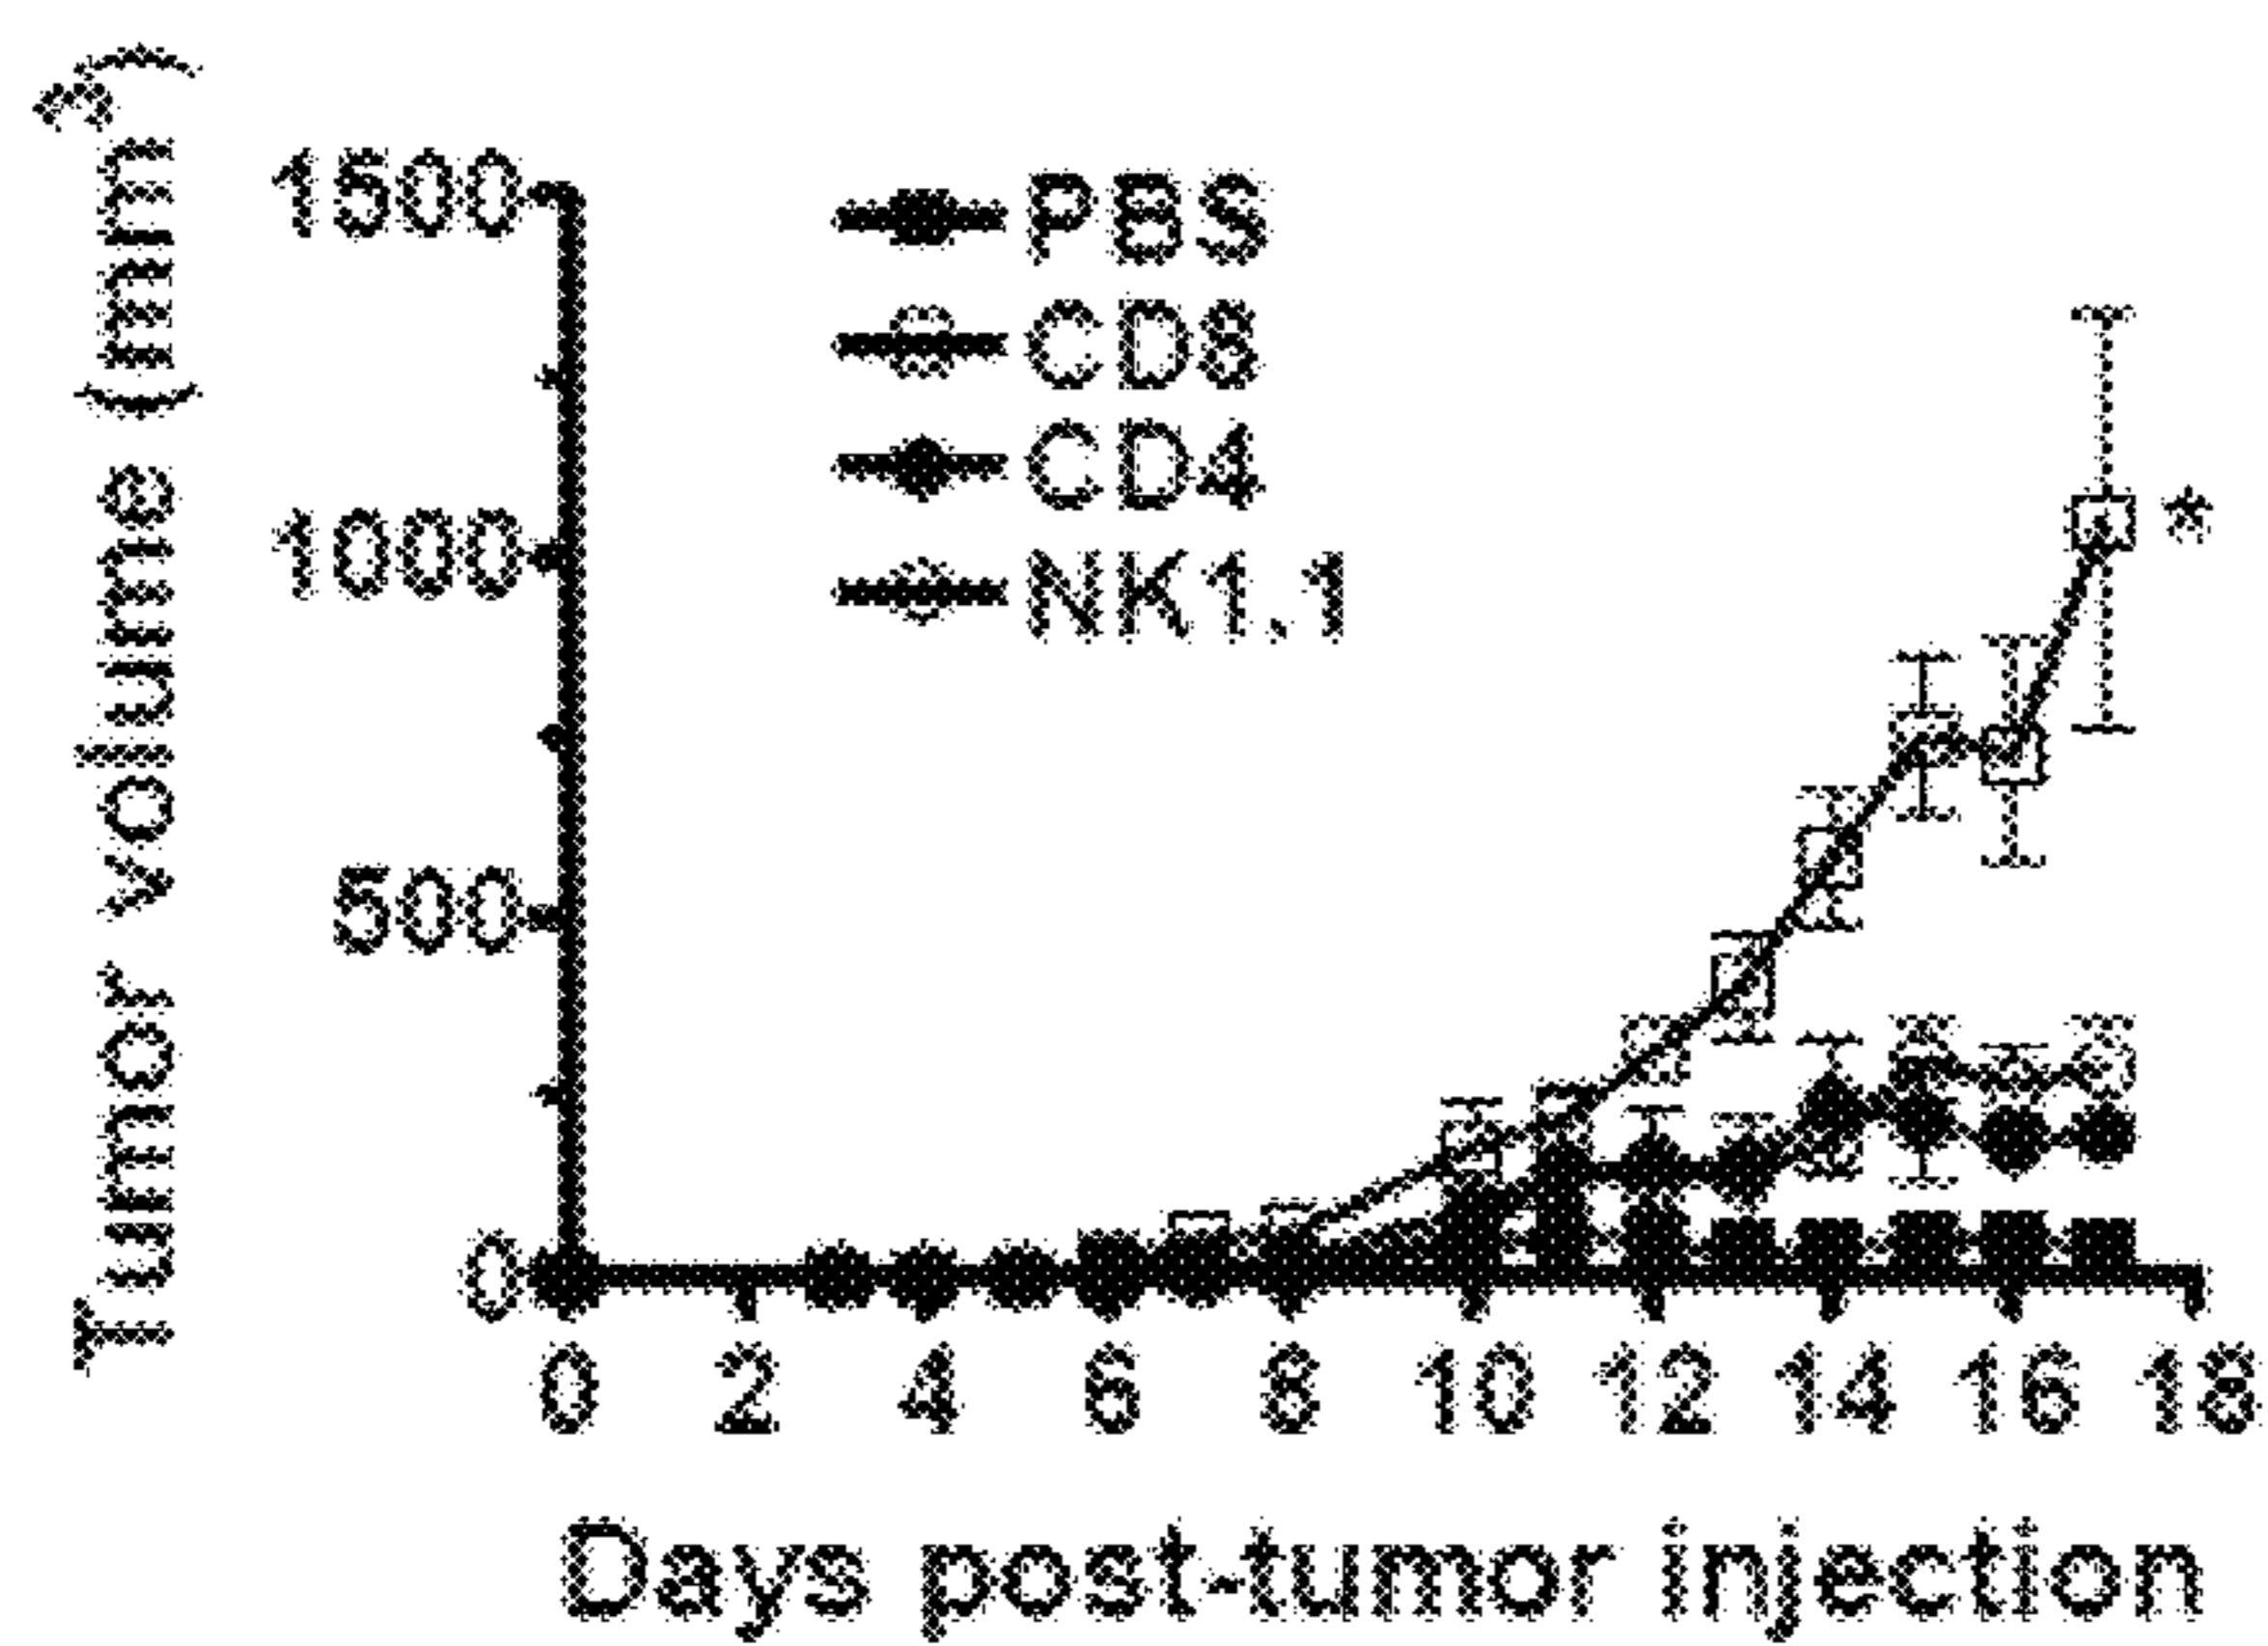 Tumor volume (mm³)
1500
1000
500
0
PBS
CD8
CD4
NK1.1
*
0 2 4 6 8 10 12 14 16 18
Days post-tumor injection